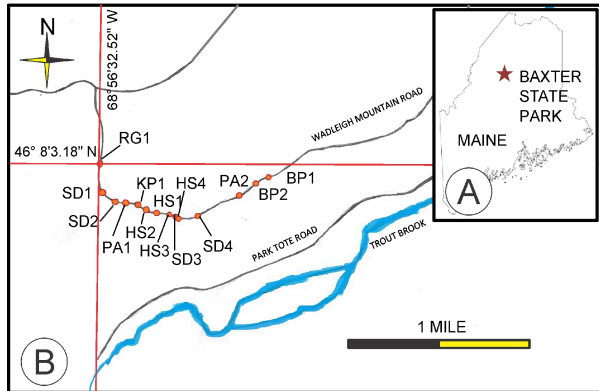 N
68°56'32.52" W
46° 8'3.18" N
RG1
WADLEIGH MOUNTAIN ROAD
SD1
SD2
PA1
KP1
HS1
HS2
HS3
HS4
SD3
SD4
PA2
BP2
BP1
PARK TOTE ROAD
TROUT BROOK
1 MILE
B
BAXTER
STATE
PARK
MAINE
A